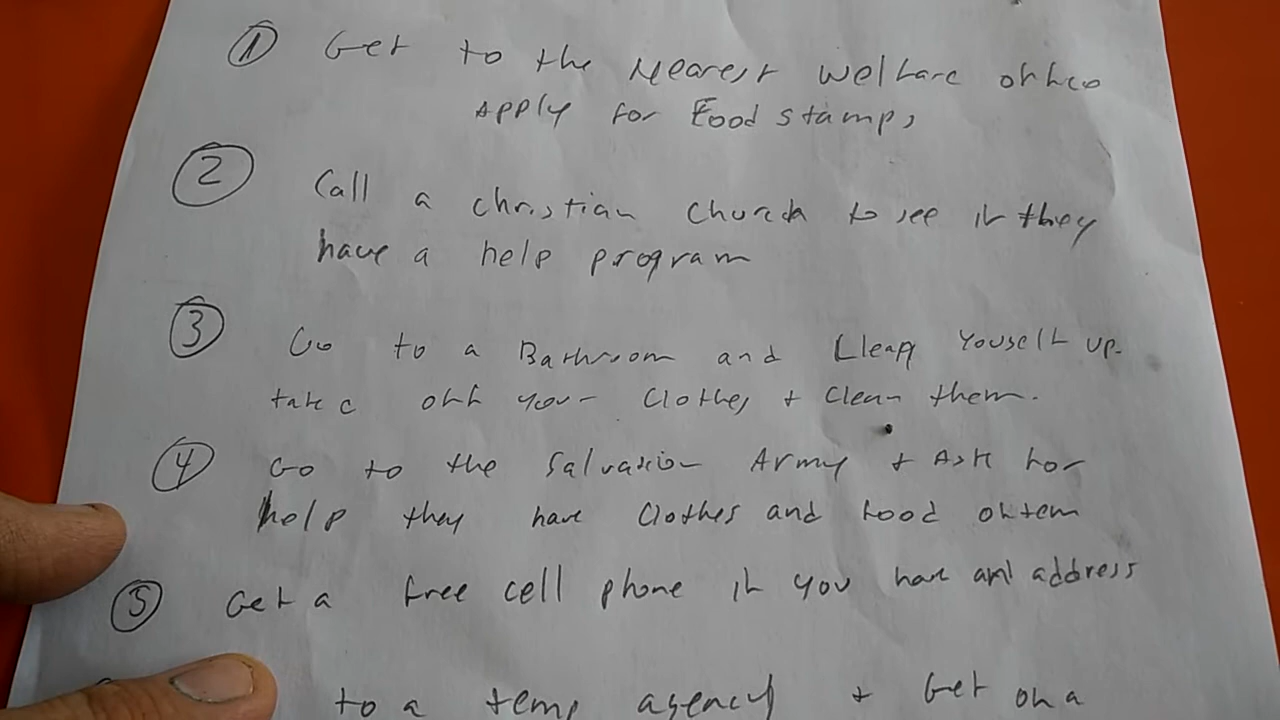 ① Get to the Nearest welfare office
Apply for Food stamps
② Call a christian church to see if they
have a help program
③ Go to a Bathroom and Clean Youself up.
take off your clothes + clean them.
④ Go to the Salvation Army + Ask for
help they have clothes and food often
⑤ Get a free cell phone if you have an address
to a temp agency + Get on a